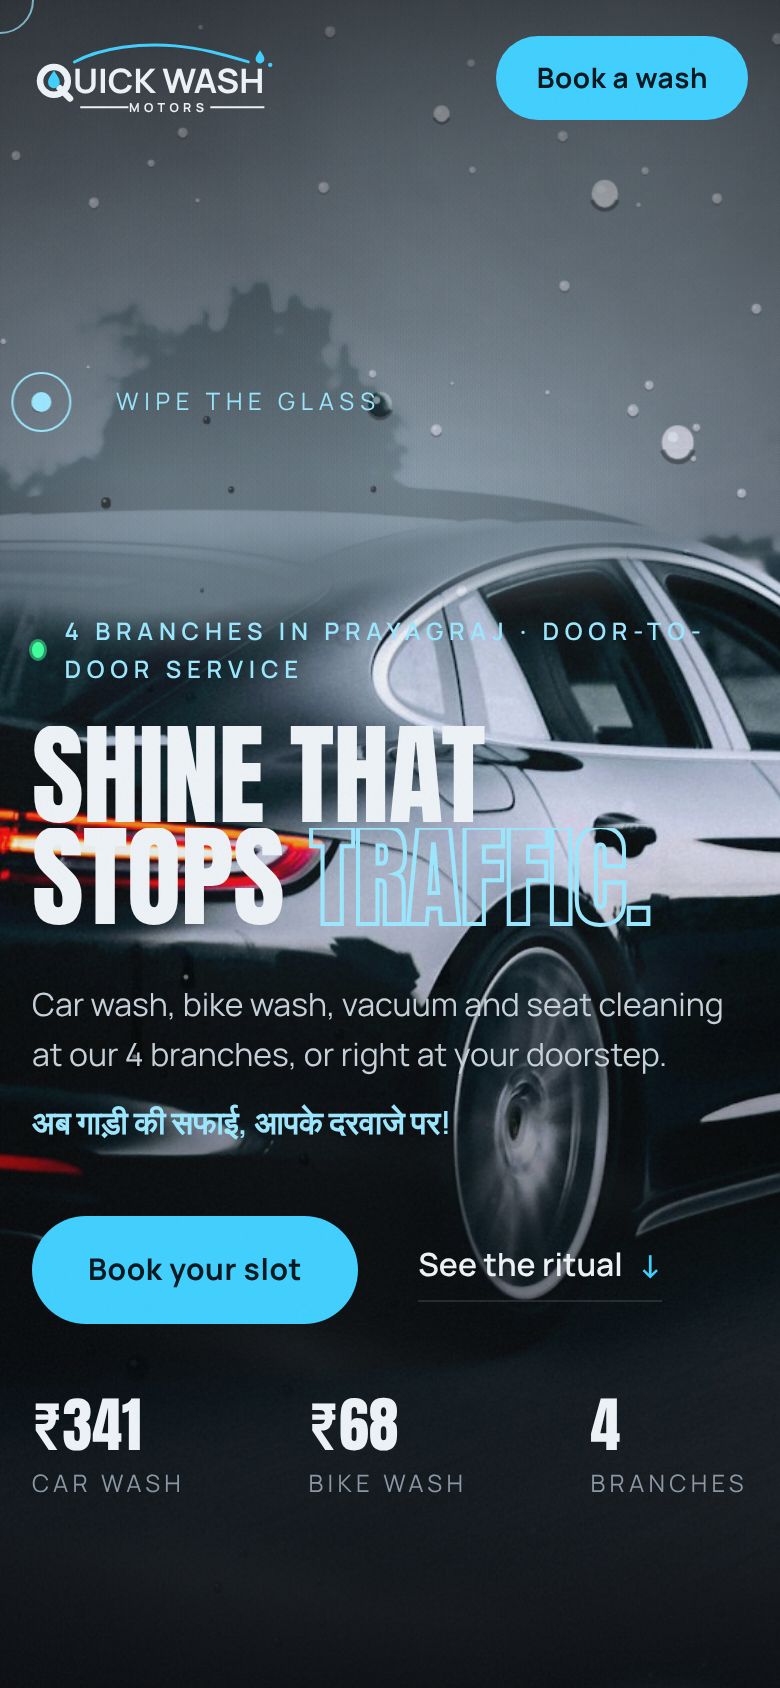 QUICK WASH
MOTORS
Book a wash
WIPE THE GLASS
4 BRANCHES IN PRAYAGRAJ · DOOR-TO-
DOOR SERVICE
SHINE THAT
STOPS TRAFFIC.
Car wash, bike wash, vacuum and seat cleaning
at our 4 branches, or right at your doorstep.
अब गाड़ी की सफाई, आपके दरवाजे पर!
Book your slot
See the ritual ↓
₹341 ₹68 4
CAR WASH BIKE WASH BRANCHES